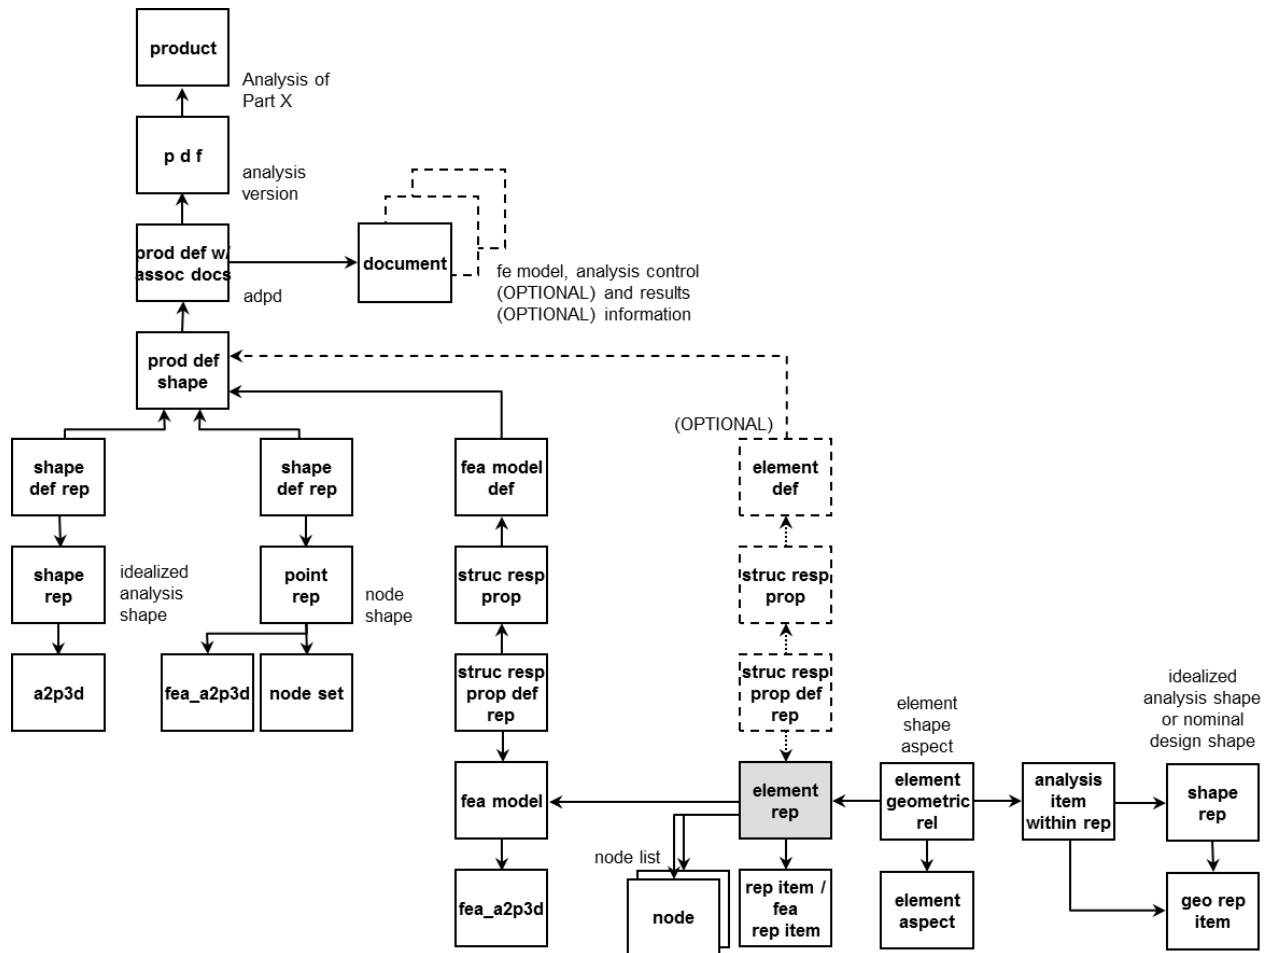 product
Analysis of
Part X
p d f
analysis
version
prod def w/
assoc docs
adpd
document
fe model, analysis control
(OPTIONAL) and results
(OPTIONAL) information
prod def
shape
(OPTIONAL)
shape
def rep
shape
def rep
fea model
def
element
def
shape
rep
idealized
analysis
shape
point
rep
node
shape
struc resp
prop
struc resp
prop
a2p3d
fea_a2p3d
node set
struc resp
prop def
rep
struc resp
prop def
rep
element
shape
aspect
idealized
analysis shape
or nominal
design shape
fea model
element
rep
element
geometric
rel
analysis
item
within rep
shape
rep
node list
fea_a2p3d
node
rep item /
fea
rep item
element
aspect
geo rep
item